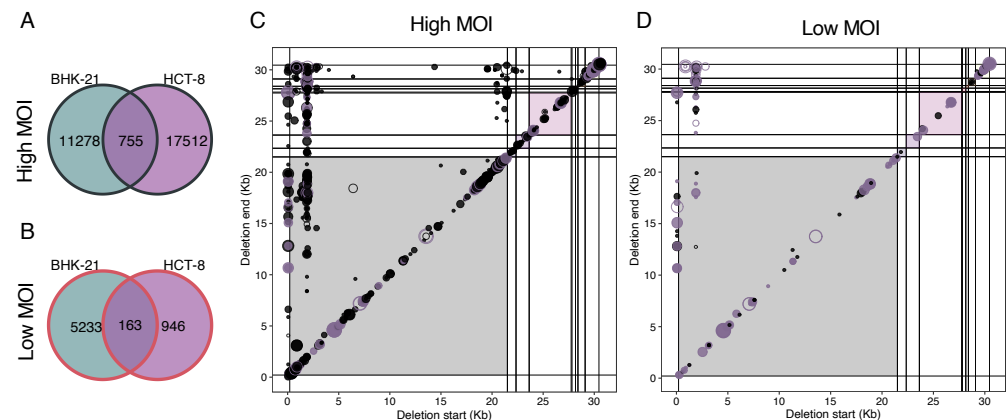 A
High MOI
BHK-21
HCT-8
11278
755
17512
B
Low MOI
BHK-21
HCT-8
5233
163
946
C
High MOI
Deletion end (Kb)
30
25
20
15
10
5
0
0
5
10
15
20
25
30
Deletion start (Kb)
D
Low MOI
Deletion end (Kb)
30
25
20
15
10
5
0
0
5
10
15
20
25
30
Deletion start (Kb)